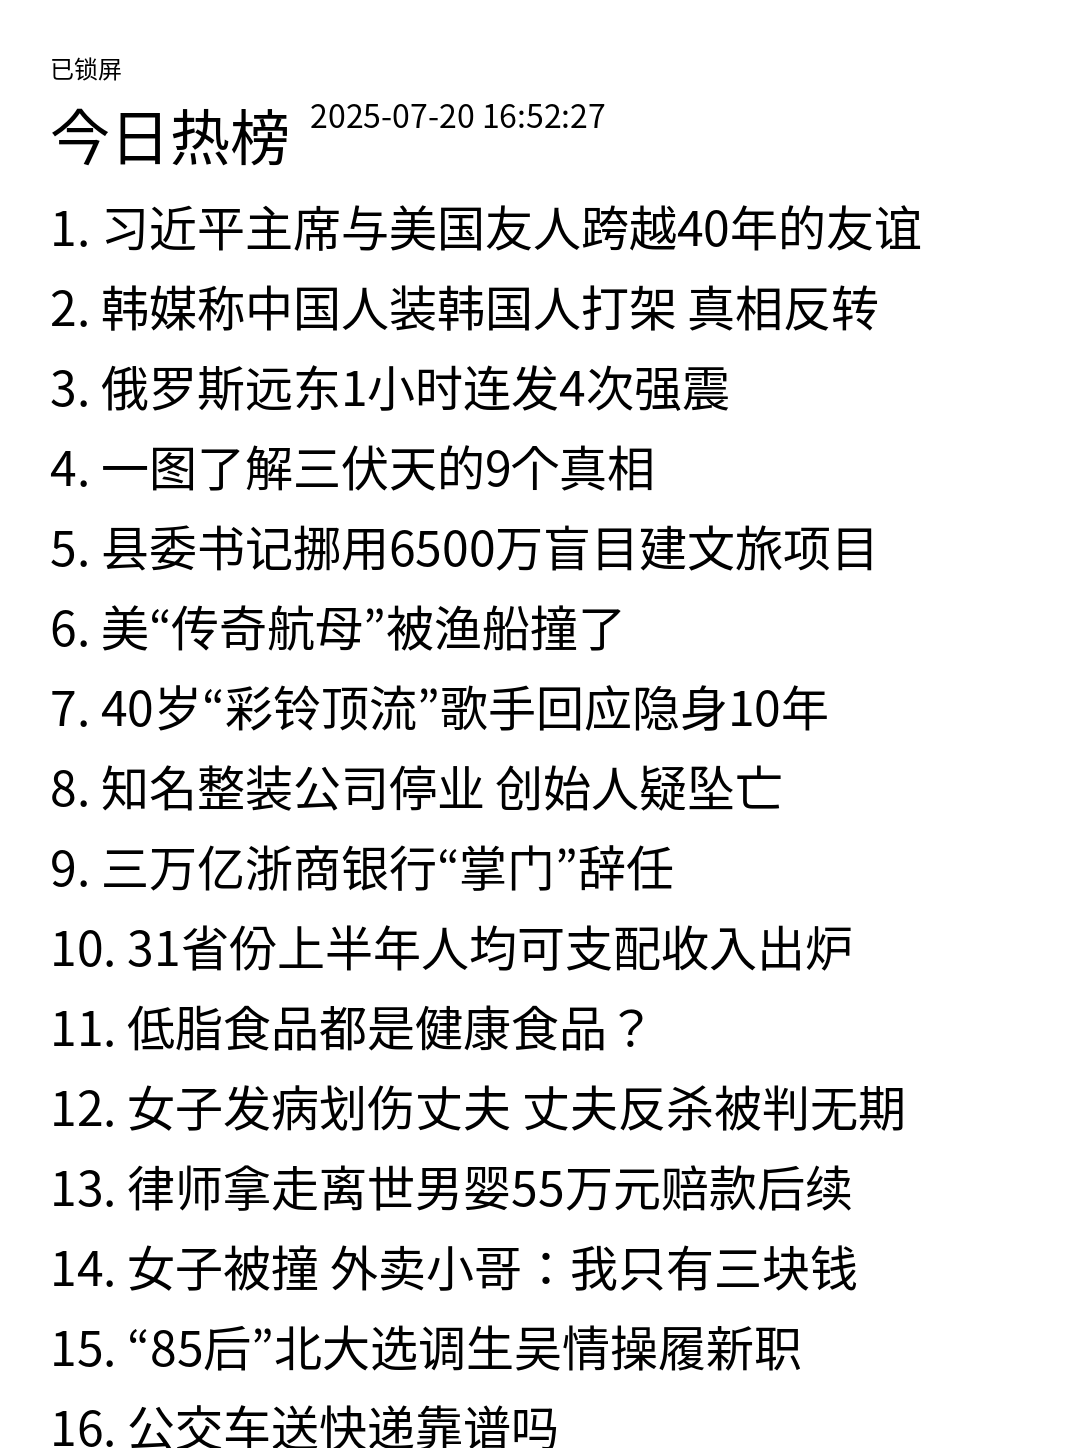 已锁屏
今日热榜 2025-07-20 16:52:27
1. 习近平主席与美国友人跨越40年的友谊
2. 韩媒称中国人装韩国人打架 真相反转
3. 俄罗斯远东1小时连发4次强震
4. 一图了解三伏天的9个真相
5. 县委书记挪用6500万盲目建文旅项目
6. 美“传奇航母”被渔船撞了
7. 40岁“彩铃顶流”歌手回应隐身10年
8. 知名整装公司停业 创始人疑坠亡
9. 三万亿浙商银行“掌门”辞任
10. 31省份上半年人均可支配收入出炉
11. 低脂食品都是健康食品？
12. 女子发病划伤丈夫 丈夫反杀被判无期
13. 律师拿走离世男婴55万元赔款后续
14. 女子被撞 外卖小哥：我只有三块钱
15. “85后”北大选调生吴情操履新职
16. 公交车送快递靠谱吗